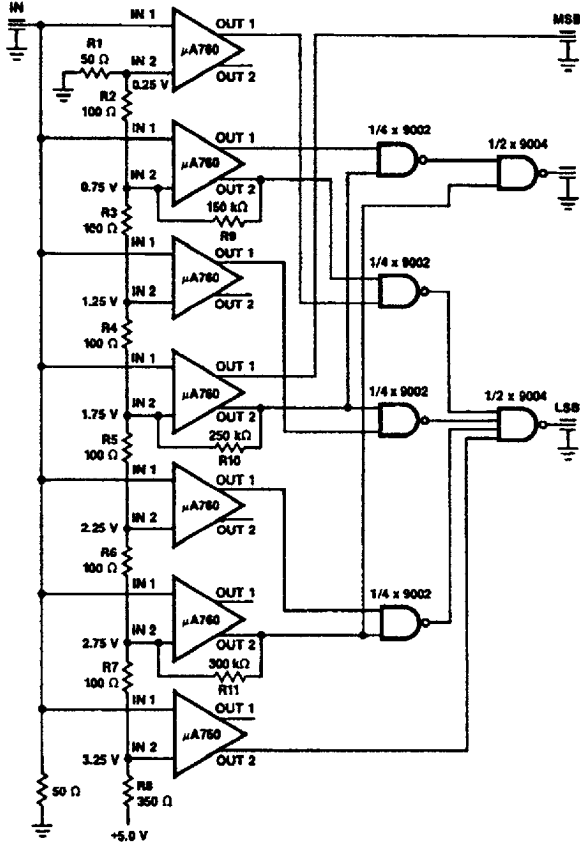 IN
IN 1
OUT 1
MSB
R1
50 Ω
µA760
IN 2
OUT 2
0.25 V
R2
100 Ω
IN 1
OUT 1
1/4 x 9002
1/2 x 9004
µA760
IN 2
OUT 2
0.75 V
150 kΩ
R9
R3
100 Ω
IN 1
OUT 1
1/4 x 9002
µA760
1.25 V
IN 2
OUT 2
R4
100 Ω
IN 1
OUT 1
1/4 x 9002
1/2 x 9004
µA760
LSB
1.75 V
IN 2
OUT 2
250 kΩ
R10
R5
100 Ω
IN 1
OUT 1
µA760
2.25 V
IN 2
OUT 2
R6
100 Ω
IN 1
OUT 1
1/4 x 9002
µA760
2.75 V
IN 2
OUT 2
300 kΩ
R11
R7
100 Ω
IN 1
OUT 1
µA760
3.25 V
IN 2
OUT 2
50 Ω
R8
350 Ω
+5.0 V